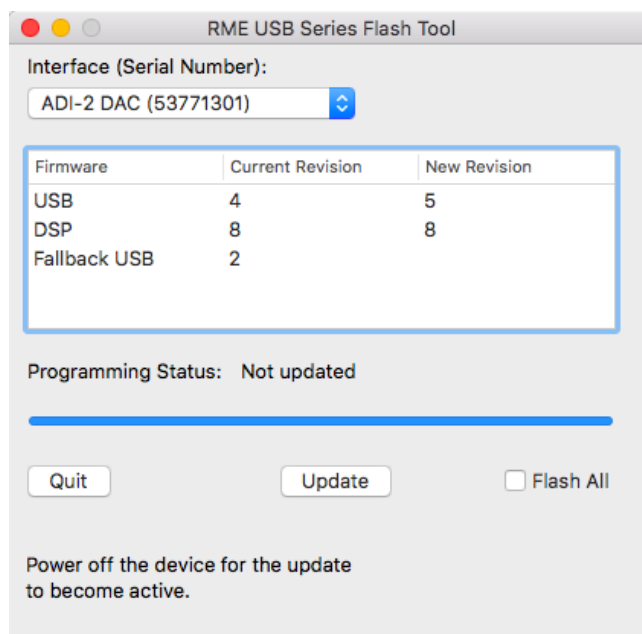 RME USB Series Flash Tool
Interface (Serial Number):
ADI-2 DAC (53771301)
Firmware Current Revision New Revision
USB 4 5
DSP 8 8
Fallback USB 2
Programming Status: Not updated
Quit Update Flash All
Power off the device for the update
to become active.